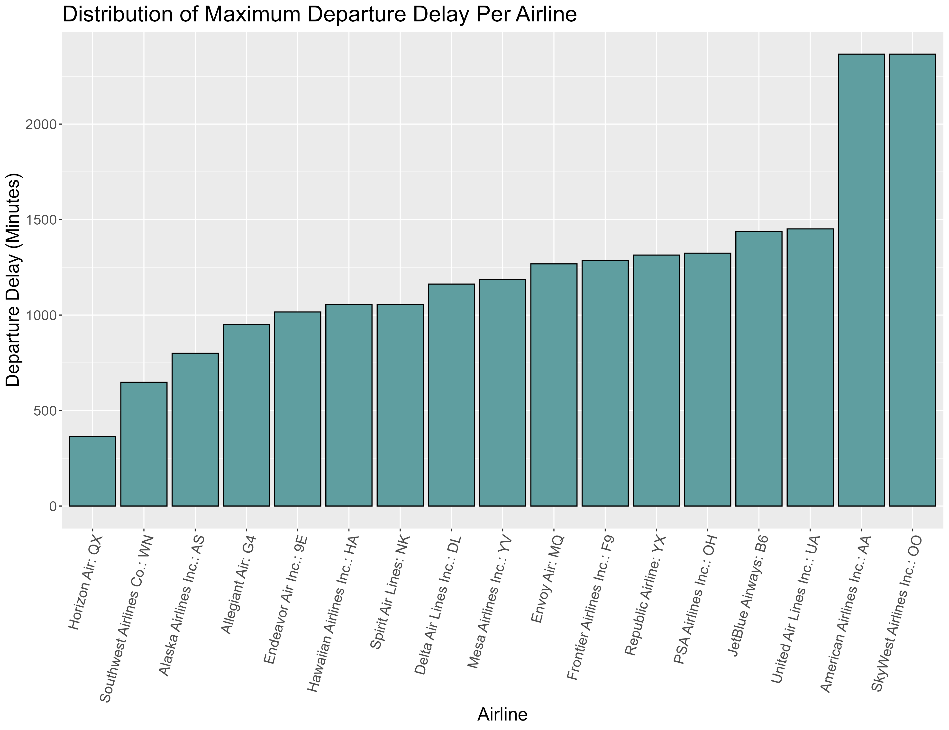 Distribution of Maximum Departure Delay Per Airline
Departure Delay (Minutes)
2000
1500
1000
500
0
Horizon Air: QX
Southwest Airlines Co.: WN
Alaska Airlines Inc.: AS
Allegiant Air: G4
Endeavor Air Inc.: 9E
Hawaiian Airlines Inc.: HA
Spirit Air Lines: NK
Delta Air Lines Inc.: DL
Mesa Airlines Inc.: YV
Envoy Air: MQ
Frontier Airlines Inc.: F9
Republic Airline: YX
PSA Airlines Inc.: OH
JetBlue Airways: B6
United Air Lines Inc.: UA
American Airlines Inc.: AA
SkyWest Airlines Inc.: OO
Airline